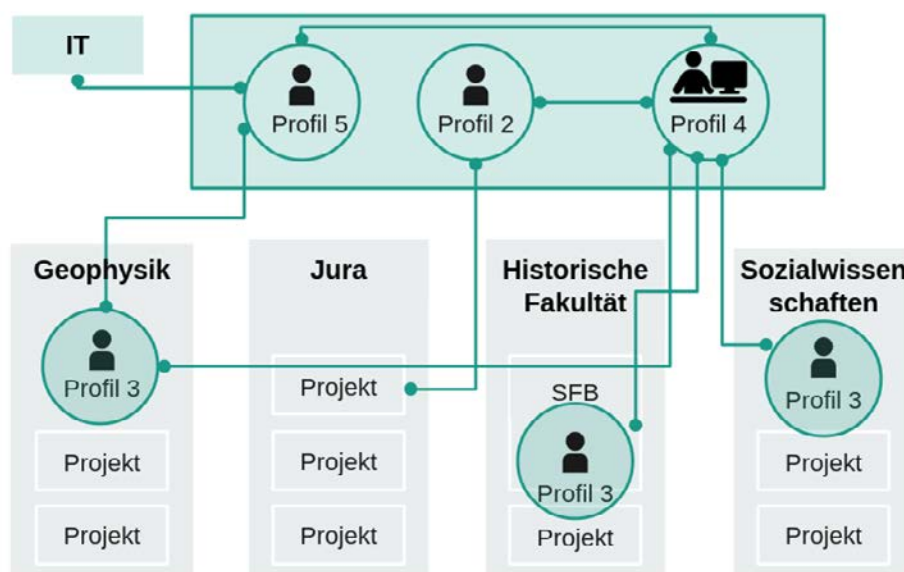 IT
Profil 5
Profil 2
Profil 4
Geophysik
Profil 3
Projekt
Projekt
Jura
Projekt
Projekt
Projekt
Historische
Fakultät
SFB
Profil 3
Projekt
Sozialwissen
schaften
Profil 3
Projekt
Projekt